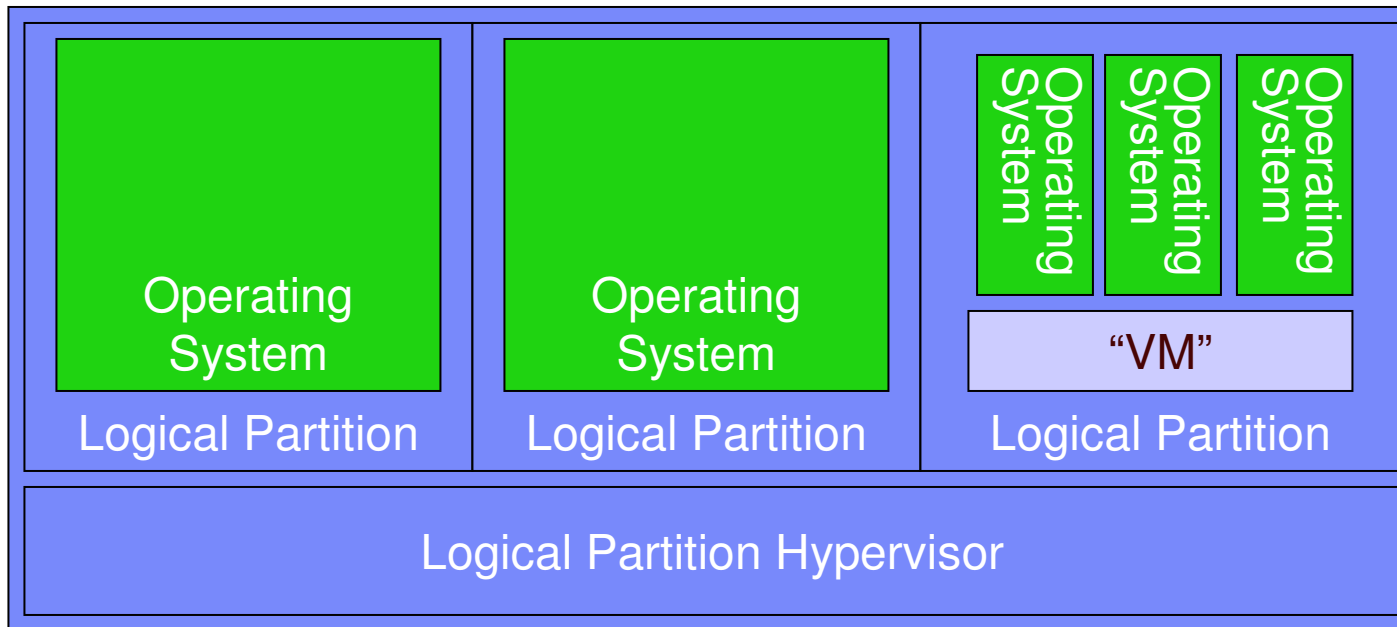 Operating
System
Logical Partition
Operating
System
Logical Partition
Operating
System
Operating
System
Operating
System
“VM”
Logical Partition
Logical Partition Hypervisor